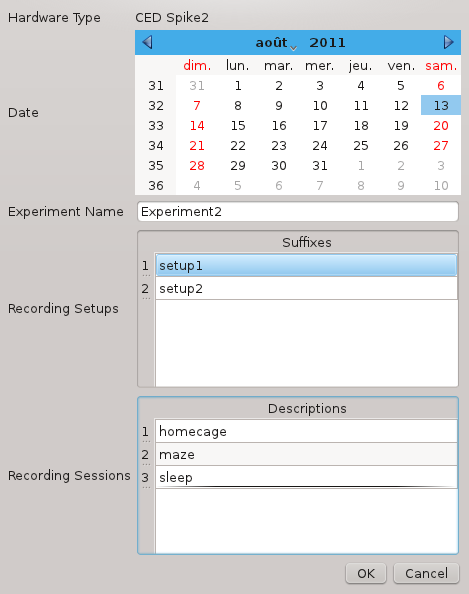 Hardware Type CED Spike2
Date
août 2011
dim. lun. mar. mer. jeu. ven. sam.
31 31 1 2 3 4 5 6
32 7 8 9 10 11 12 13
33 14 15 16 17 18 19 20
34 21 22 23 24 25 26 27
35 28 29 30 31 1 2 3
36 4 5 6 7 8 9 10
Experiment Name Experiment2
Recording Setups
Suffixes
1 setup1
2 setup2
Recording Sessions
Descriptions
1 homecage
2 maze
3 sleep
OK Cancel